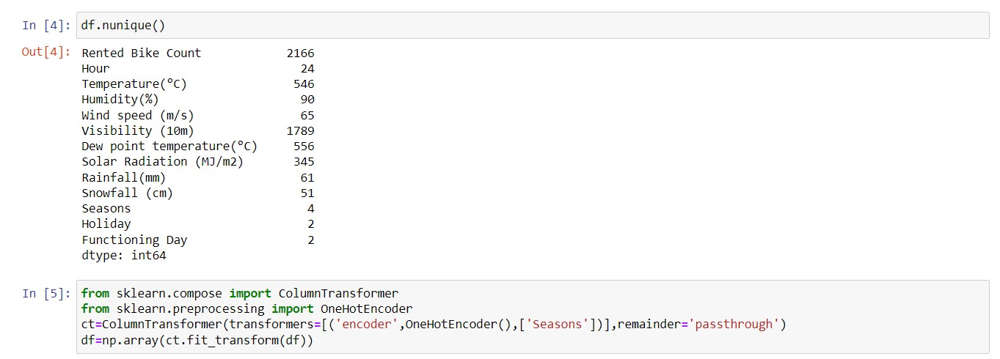 In [4]: df.nunique()
Out[4]: Rented Bike Count 2166
Hour 24
Temperature(°C) 546
Humidity(%) 90
Wind speed (m/s) 65
Visibility (10m) 1789
Dew point temperature(°C) 556
Solar Radiation (MJ/m2) 345
Rainfall(mm) 61
Snowfall (cm) 51
Seasons 4
Holiday 2
Functioning Day 2
dtype: int64
In [5]: from sklearn.compose import ColumnTransformer
from sklearn.preprocessing import OneHotEncoder
ct=ColumnTransformer(transformers=[('encoder',OneHotEncoder(),['Seasons'])],remainder='passthrough')
df=np.array(ct.fit_transform(df))